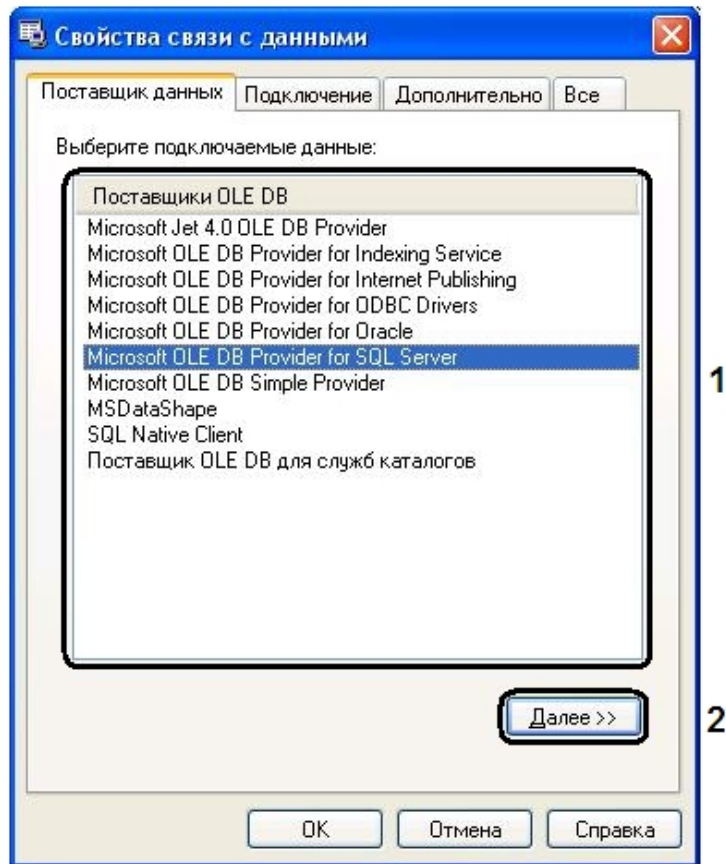 Свойства связи с данными
Поставщик данных Подключение Дополнительно Все
Выберите подключаемые данные:
Поставщики OLE DB
Microsoft Jet 4.0 OLE DB Provider
Microsoft OLE DB Provider for Indexing Service
Microsoft OLE DB Provider for Internet Publishing
Microsoft OLE DB Provider for ODBC Drivers
Microsoft OLE DB Provider for Oracle
Microsoft OLE DB Provider for SQL Server
1
Microsoft OLE DB Simple Provider
MSDataShape
SQL Native Client
Поставщик OLE DB для служб каталогов
Далее >> 2
OK Отмена Справка